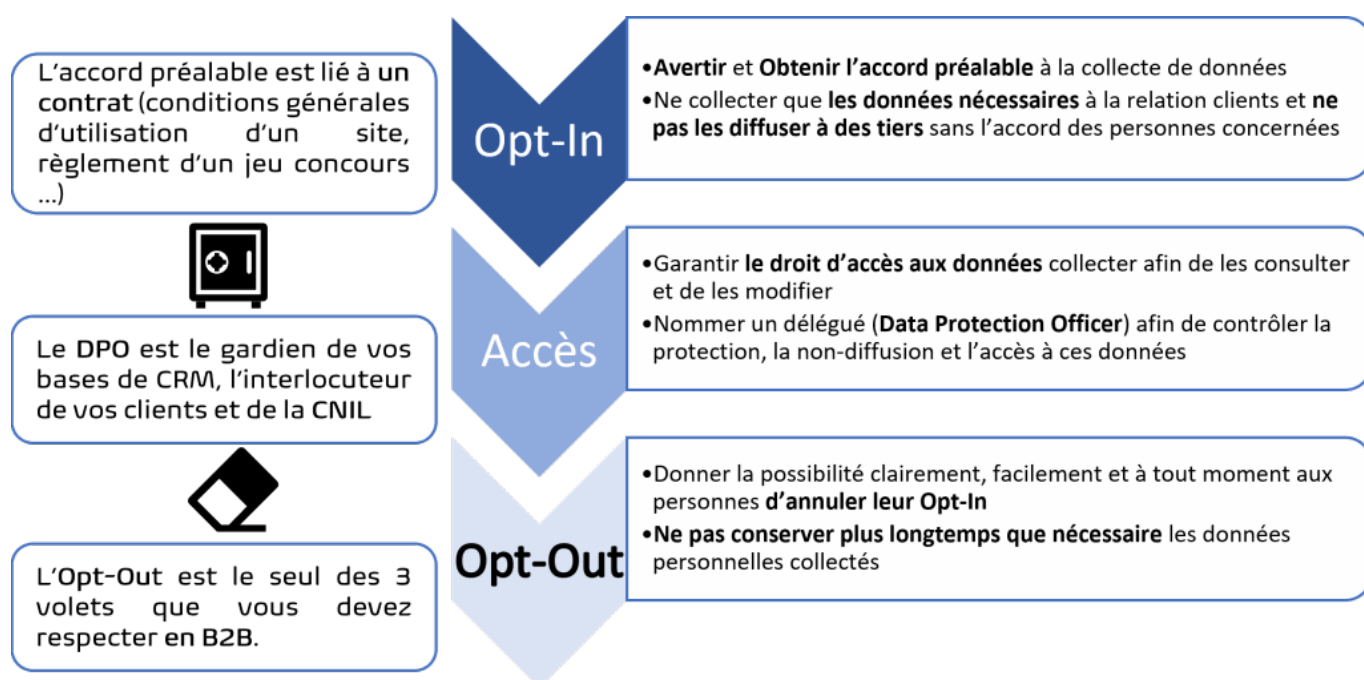 L'accord préalable est lié à un
contrat (conditions générales
d'utilisation d'un site,
règlement d'un jeu concours
...)
Opt-In
•Avertir et Obtenir l'accord préalable à la collecte de données
•Ne collecter que les données nécessaires à la relation clients et ne
pas les diffuser à des tiers sans l'accord des personnes concernées
Le DPO est le gardien de vos
bases de CRM, l'interlocuteur
de vos clients et de la CNIL
Accès
•Garantir le droit d'accès aux données collecter afin de les consulter
et de les modifier
•Nommer un délégué (Data Protection Officer) afin de contrôler la
protection, la non-diffusion et l'accès à ces données
L'Opt-Out est le seul des 3
volets que vous devez
respecter en B2B.
Opt-Out
•Donner la possibilité clairement, facilement et à tout moment aux
personnes d'annuler leur Opt-In
•Ne pas conserver plus longtemps que nécessaire les données
personnelles collectés